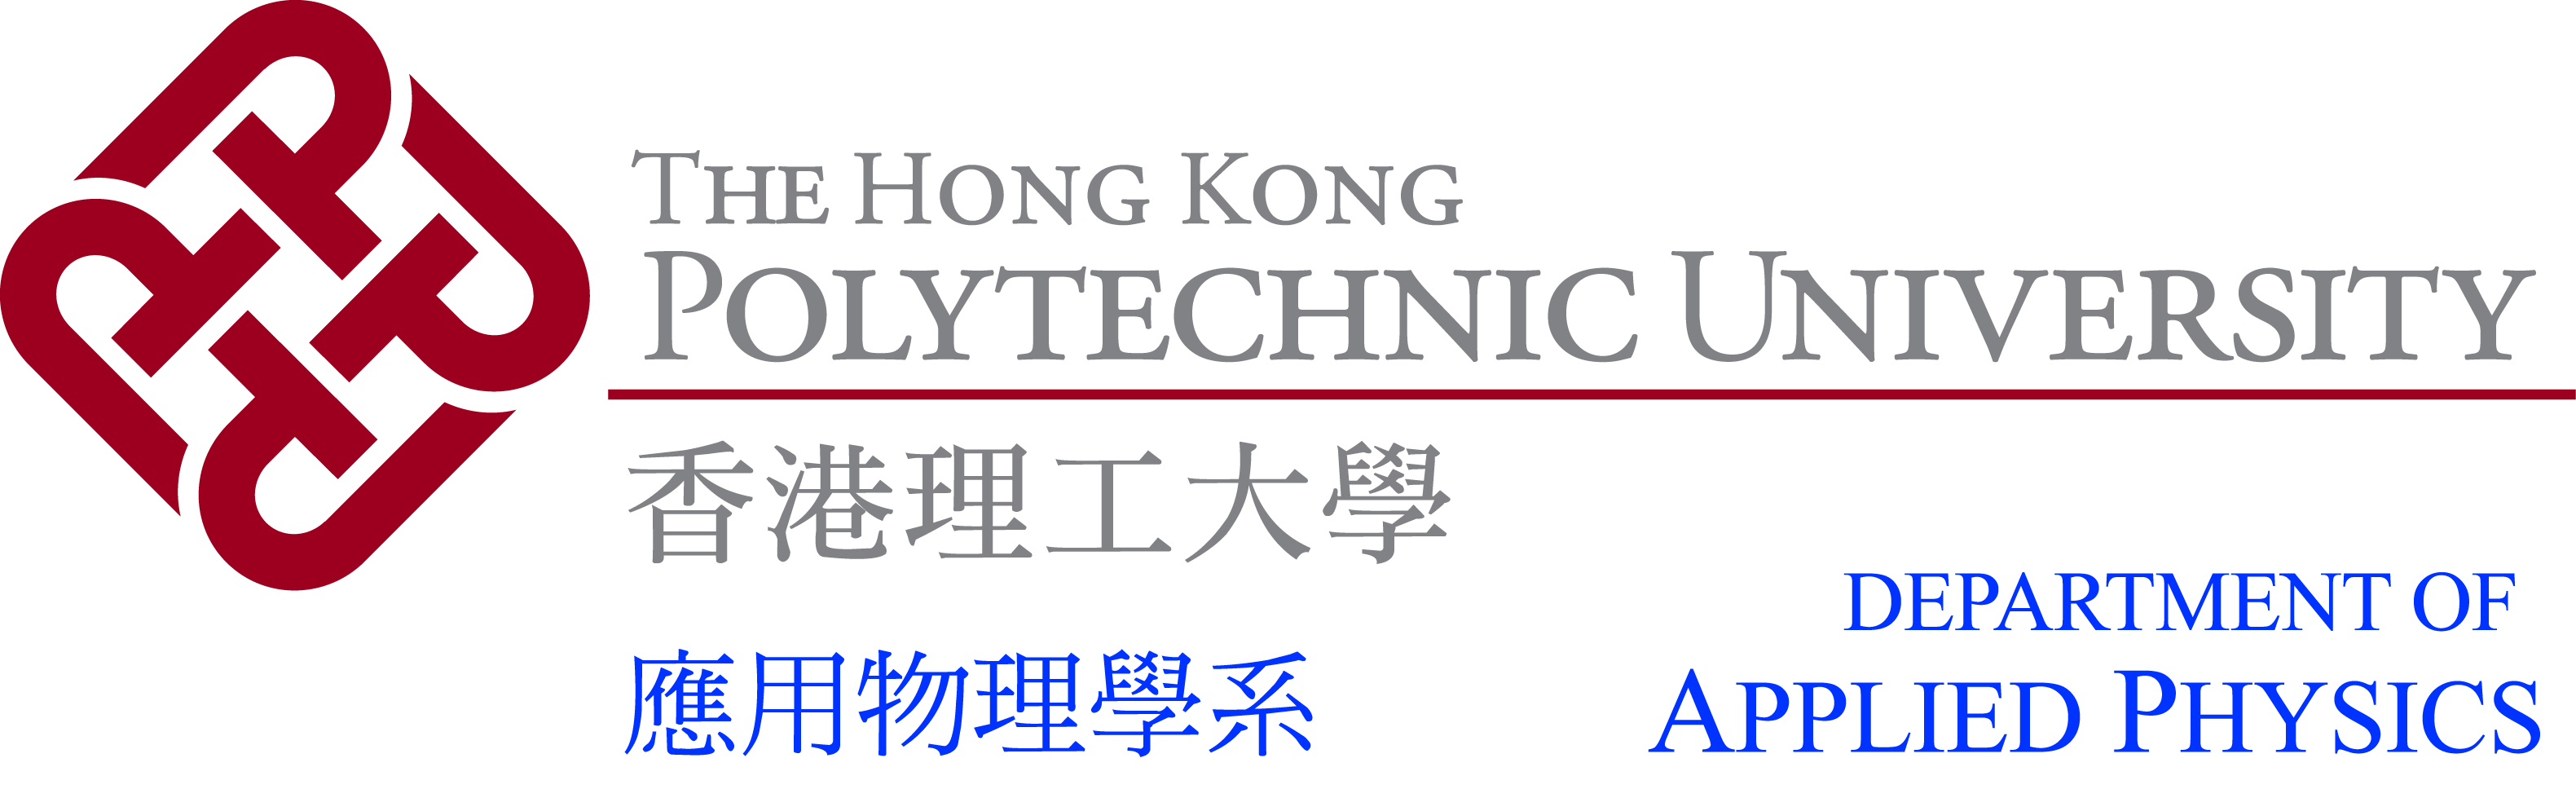 THE HONG KONG
POLYTECHNIC UNIVERSITY
香港理工大學
應用物理學系
DEPARTMENT OF
APPLIED PHYSICS